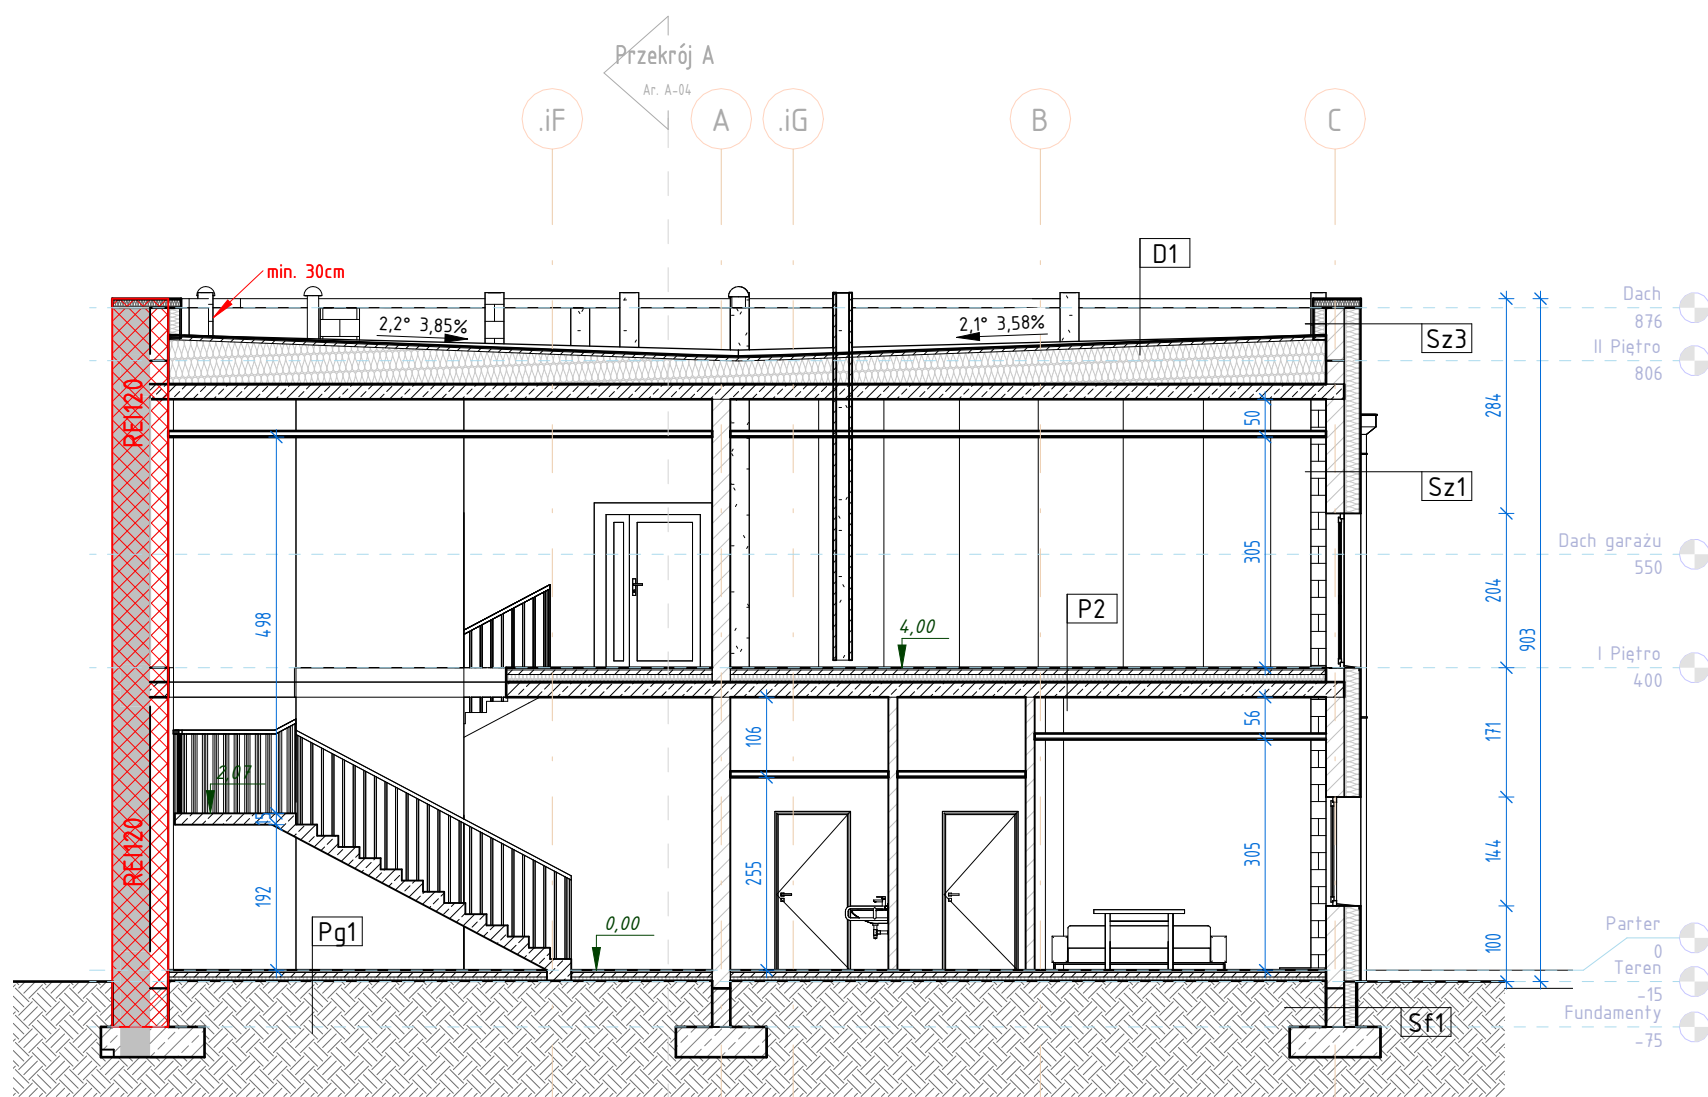 Przekrój A
Ar. A-04
.iF
A
.iG
B
C
D1
min. 30cm
2,2° 3,85%
2,1° 3,58%
Dach
876
Sz3
II Piętro
806
REI120
284
50
498
305
Sz1
Dach garażu
550
204
903
P2
4,00
I Piętro
400
106
56
171
2,07
15
REI120
192
255
305
144
100
Pg1
0,00
Parter
0
Teren
-15
Fundamenty
-75
Sf1